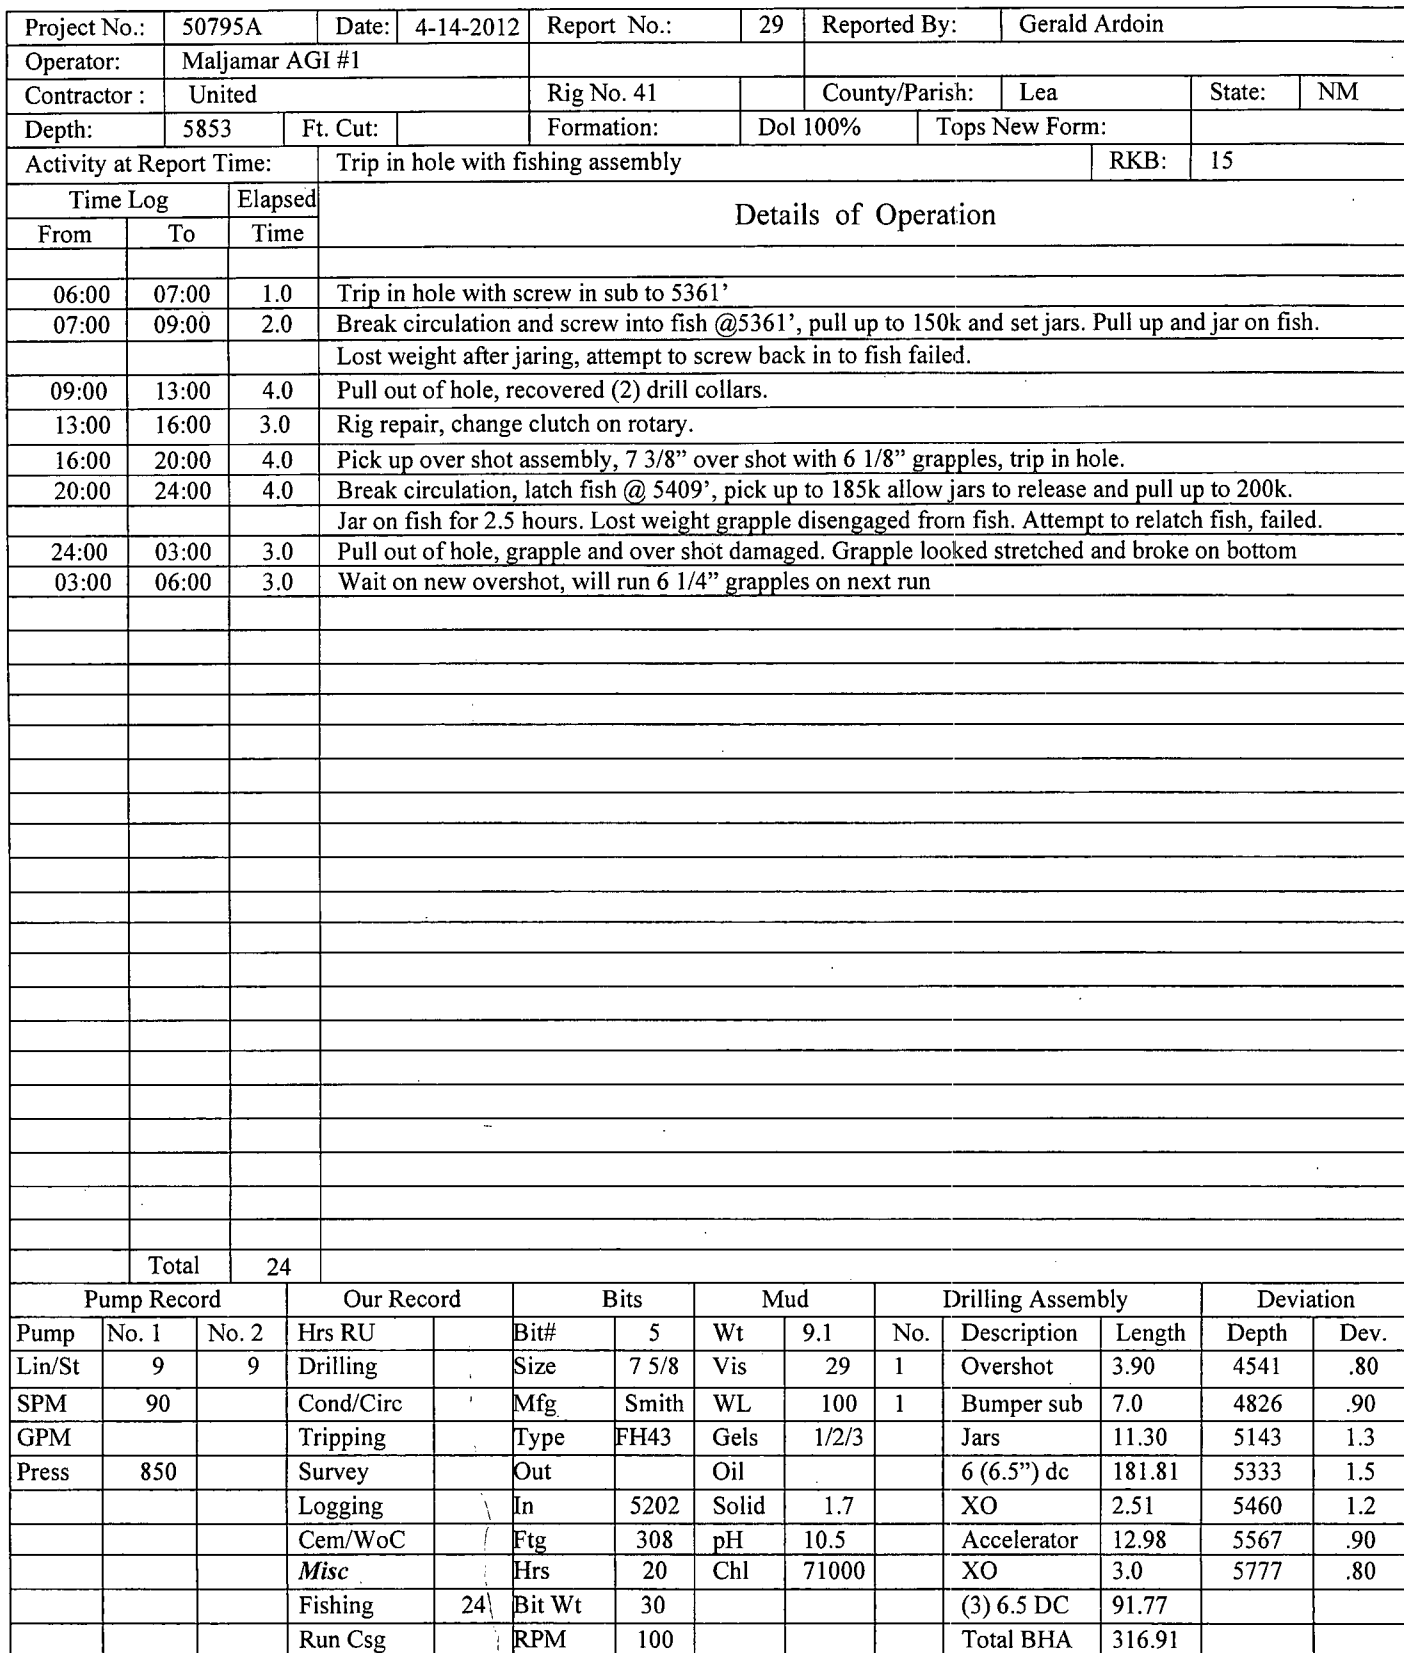 Project No.: 50795A Date: 4-14-2012 Report No.: 29 Reported By: Gerald Ardoin
Operator: Maljamar AGI #1
Contractor : United Rig No. 41 County/Parish: Lea State: NM
Depth: 5853 Ft. Cut: Formation: Dol 100% Tops New Form:
Activity at Report Time: Trip in hole with fishing assembly RKB: 15
Time Log Elapsed Details of Operation
From To Time
06:00 07:00 1.0 Trip in hole with screw in sub to 5361’
07:00 09:00 2.0 Break circulation and screw into fish @5361’, pull up to 150k and set jars. Pull up and jar on fish.
Lost weight after jaring, attempt to screw back in to fish failed.
09:00 13:00 4.0 Pull out of hole, recovered (2) drill collars.
13:00 16:00 3.0 Rig repair, change clutch on rotary.
16:00 20:00 4.0 Pick up over shot assembly, 7 3/8” over shot with 6 1/8” grapples, trip in hole.
20:00 24:00 4.0 Break circulation, latch fish @ 5409’, pick up to 185k allow jars to release and pull up to 200k.
Jar on fish for 2.5 hours. Lost weight grapple disengaged from fish. Attempt to relatch fish, failed.
24:00 03:00 3.0 Pull out of hole, grapple and over shot damaged. Grapple looked stretched and broke on bottom
03:00 06:00 3.0 Wait on new overshot, will run 6 1/4” grapples on next run
Total 24
Pump Record Our Record Bits Mud Drilling Assembly Deviation
Pump No. 1 No. 2 Hrs RU Bit# 5 Wt 9.1 No. Description Length Depth Dev.
Lin/St 9 9 Drilling Size 7 5/8 Vis 29 1 Overshot 3.90 4541 .80
SPM 90 Cond/Circ Mfg Smith WL 100 1 Bumper sub 7.0 4826 .90
GPM Tripping Type FH43 Gels 1/2/3 Jars 11.30 5143 1.3
Press 850 Survey Out Oil 6 (6.5”) dc 181.81 5333 1.5
Logging In 5202 Solid 1.7 XO 2.51 5460 1.2
Cem/WoC Ftg 308 pH 10.5 Accelerator 12.98 5567 .90
Misc Hrs 20 Chl 71000 XO 3.0 5777 .80
Fishing 24 Bit Wt 30 (3) 6.5 DC 91.77
Run Csg RPM 100 Total BHA 316.91